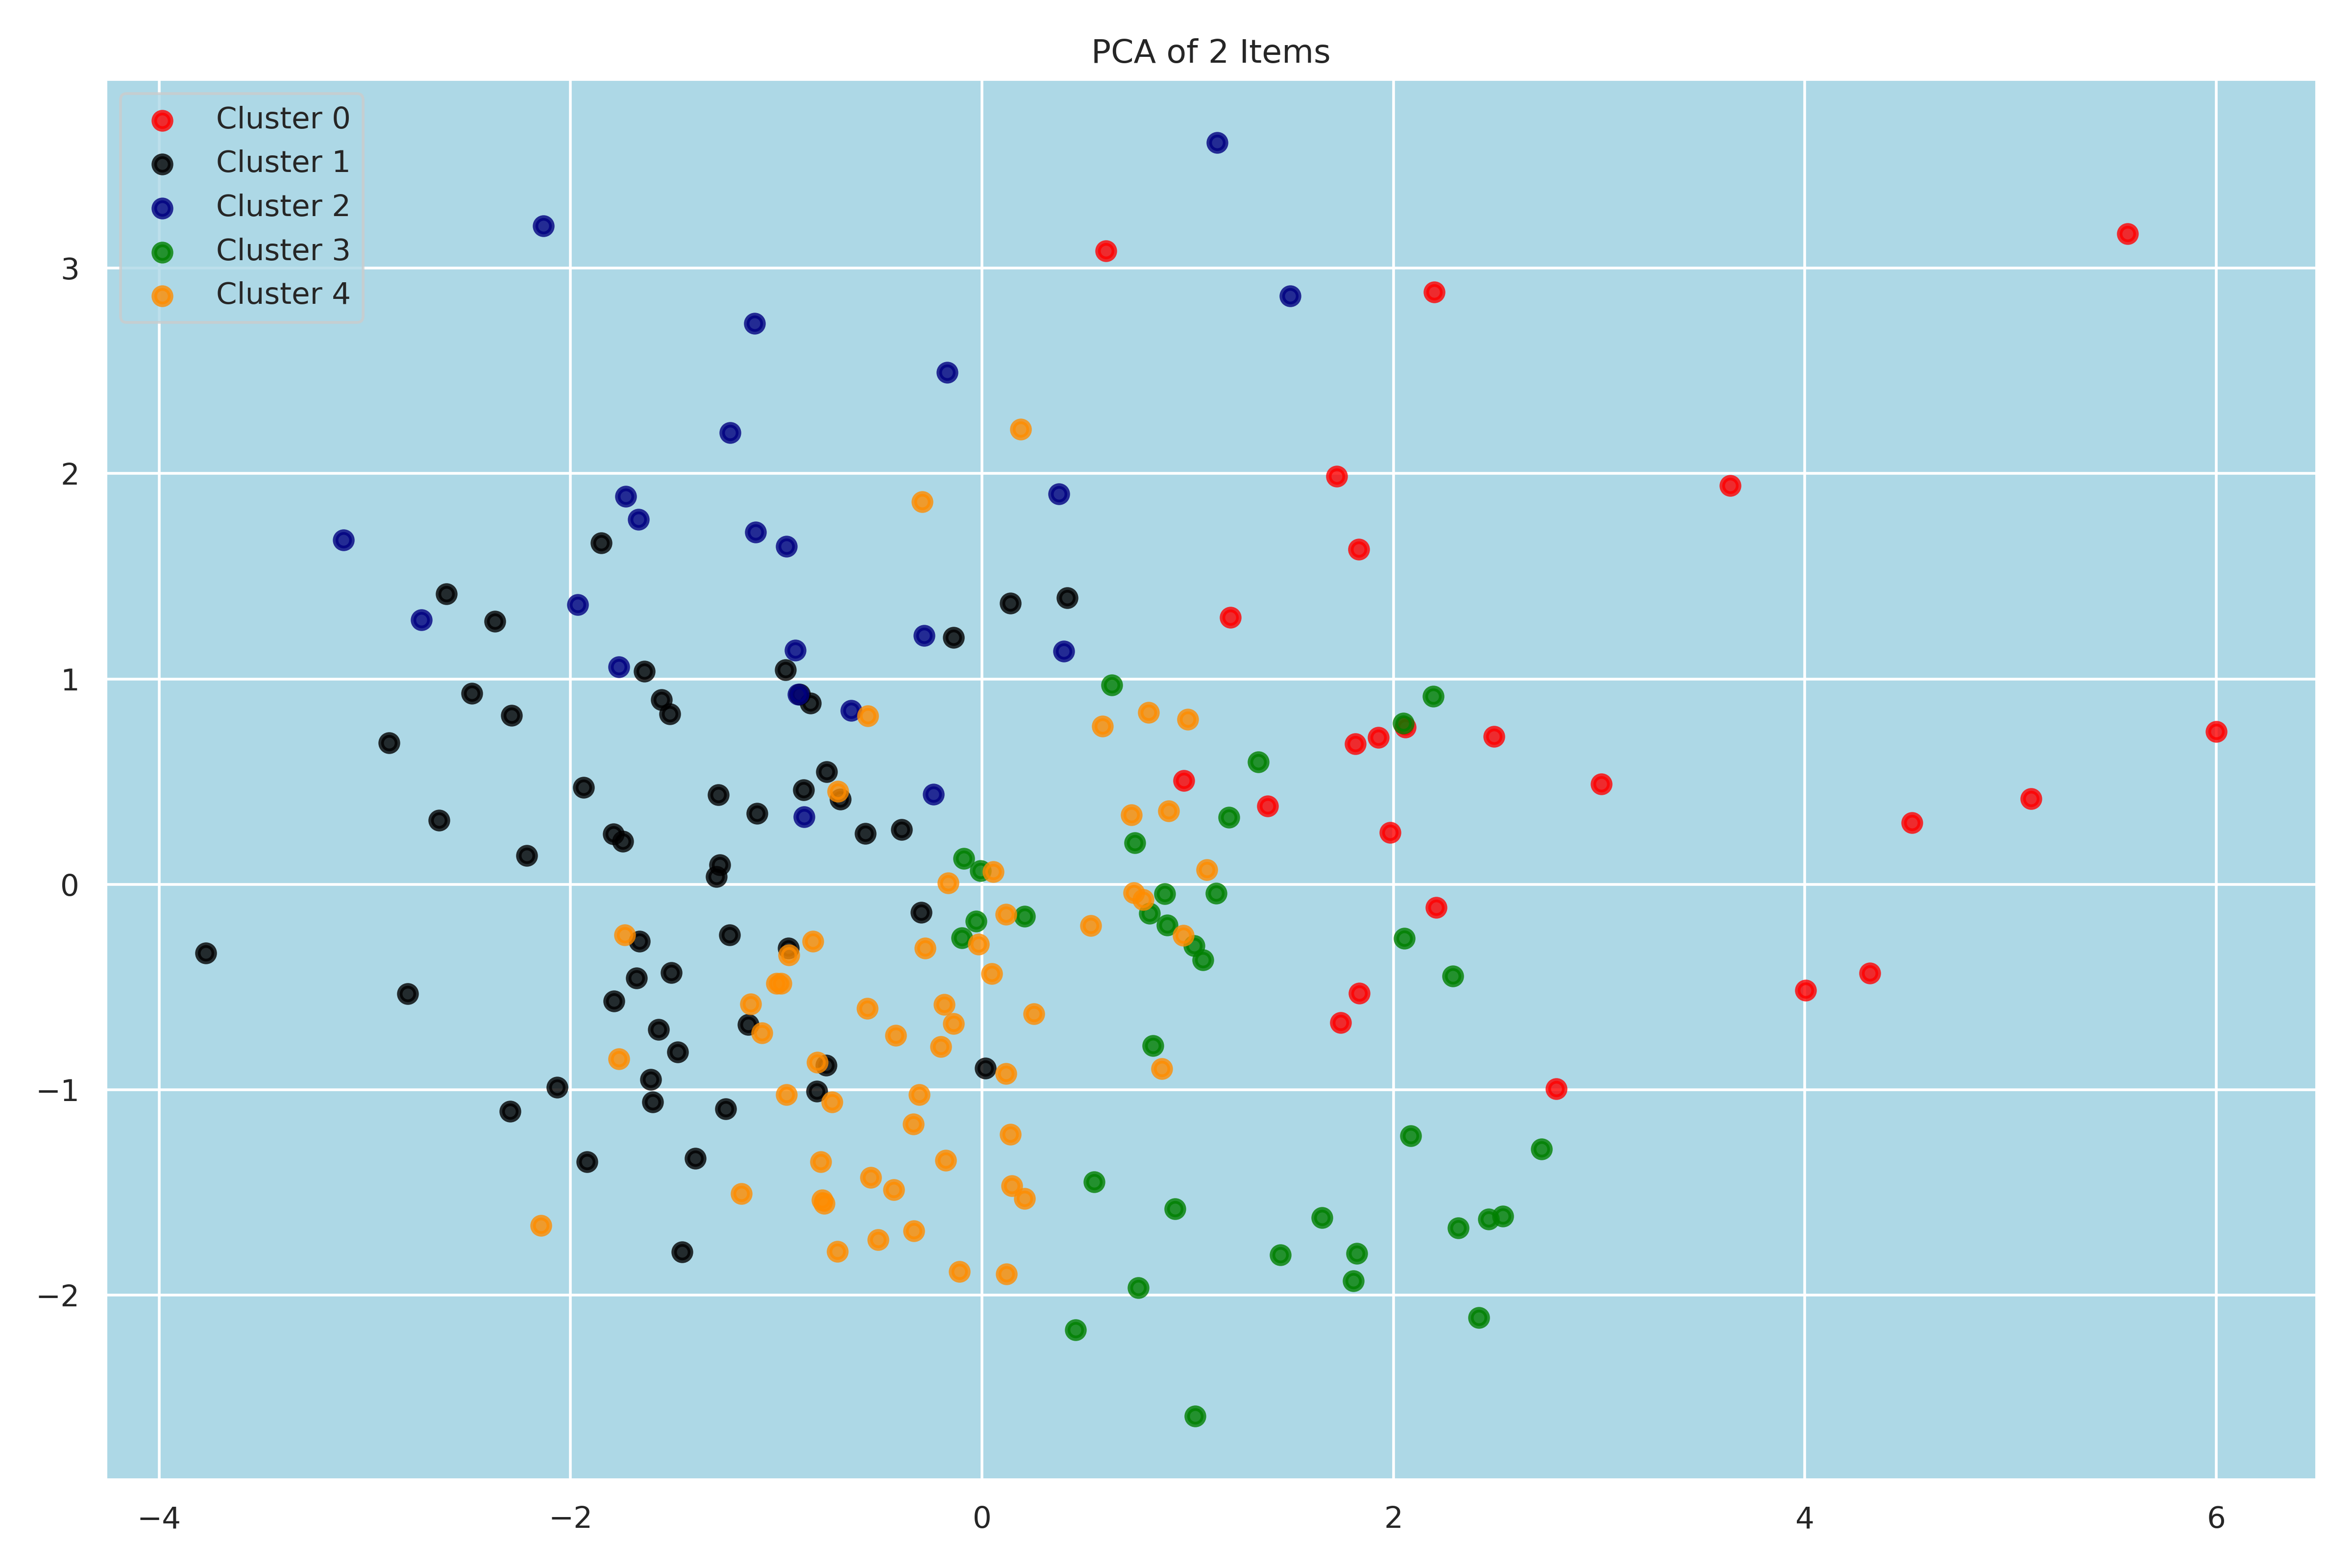 PCA of 2 Items
Cluster 0
Cluster 1
Cluster 2
Cluster 3
Cluster 4
3
2
1
0
−1
−2
−4
−2
0
2
4
6